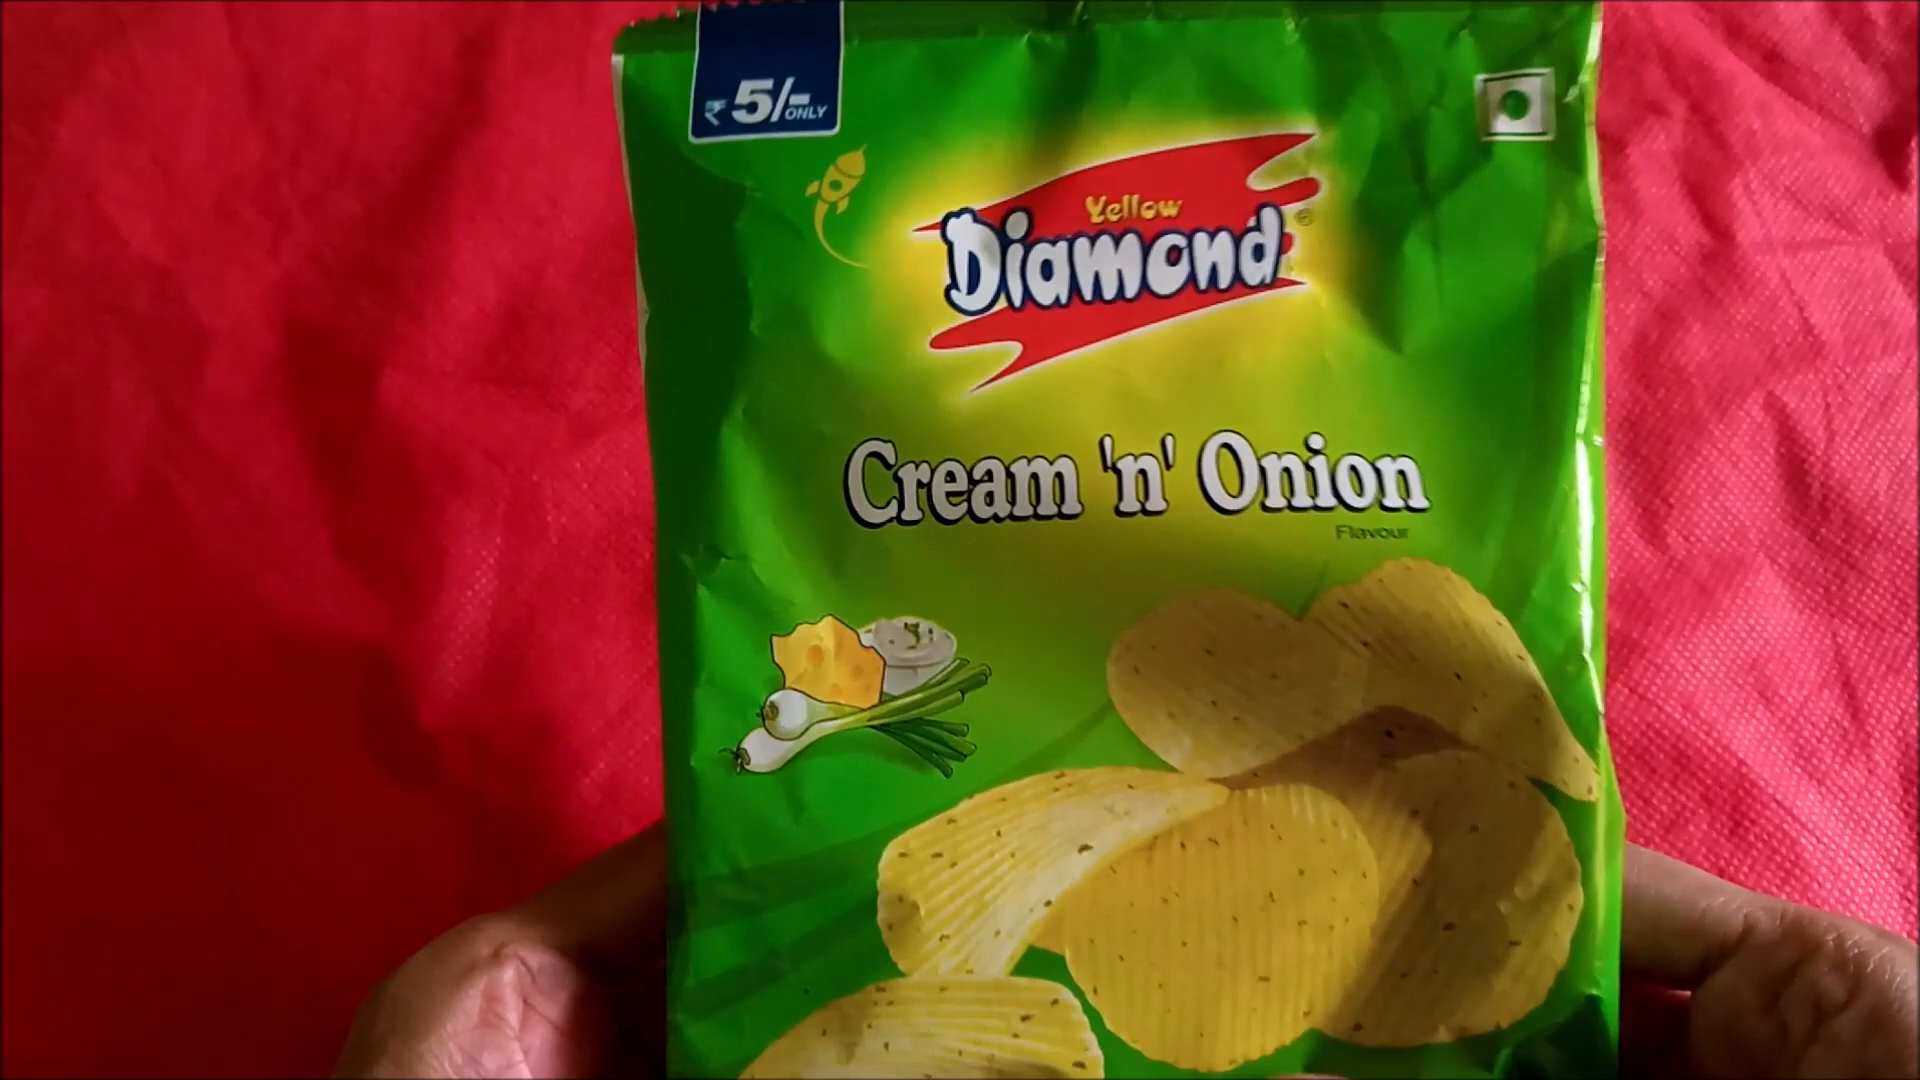 ₹ 5/- ONLY
Yellow
Diamond®
Cream 'n' Onion
Flavour